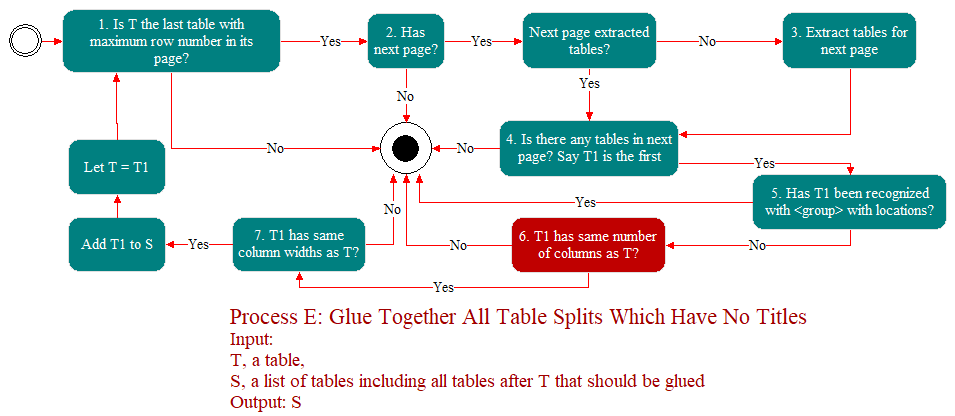 1. Is T the last table with
maximum row number in its
page?
Yes
2. Has
next page?
Yes
Next page extracted
tables?
No
3. Extract tables for
next page
No
Yes
No
No
4. Is there any tables in next
page? Say T1 is the first
Yes
Let T = T1
5. Has T1 been recognized
with <group> with locations?
Yes
No
Add T1 to S
Yes
7. T1 has same
column widths as T?
No
6. T1 has same number
of columns as T?
No
Yes
Process E: Glue Together All Table Splits Which Have No Titles
Input:
T, a table,
S, a list of tables including all tables after T that should be glued
Output: S